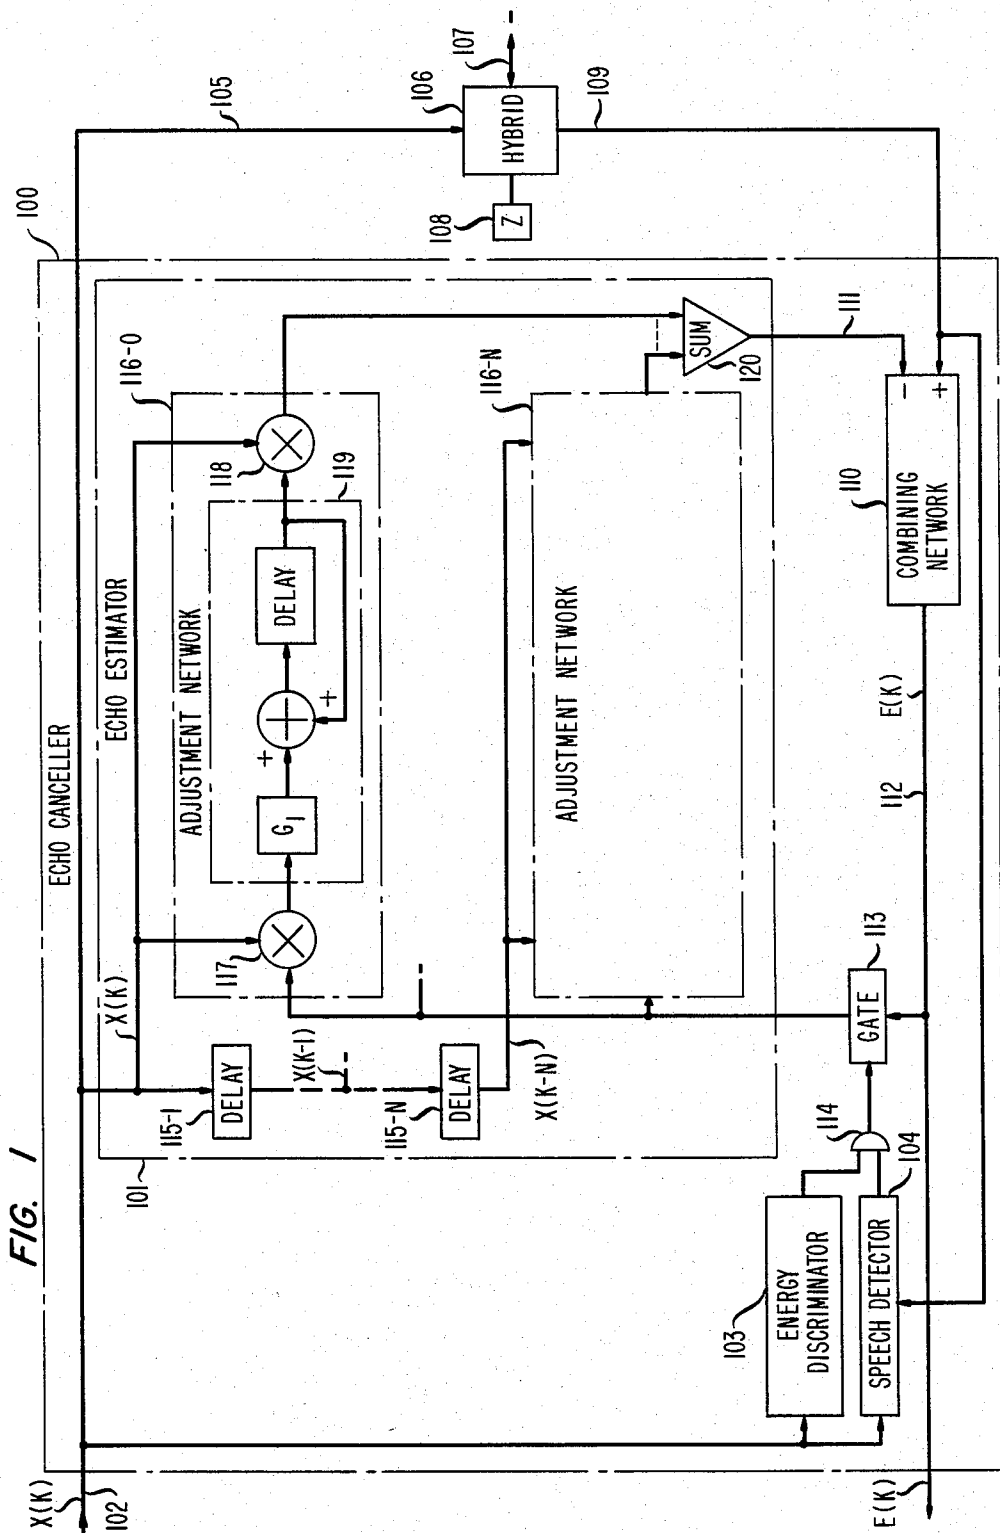 FIG. 1
X(K)
102
ECHO CANCELLER
100
105
106
107
HYBRID
108
Z
109
101
ECHO ESTIMATOR
X(K)
115-1
DELAY
X(K-1)
115-N
DELAY
X(K-N)
116-0
ADJUSTMENT NETWORK
117
G1
+
+
DELAY
119
118
116-N
ADJUSTMENT NETWORK
SUM
120
111
-
+
110
COMBINING
NETWORK
E(K)
112
113
GATE
114
103
ENERGY
DISCRIMINATOR
104
SPEECH DETECTOR
E(K)